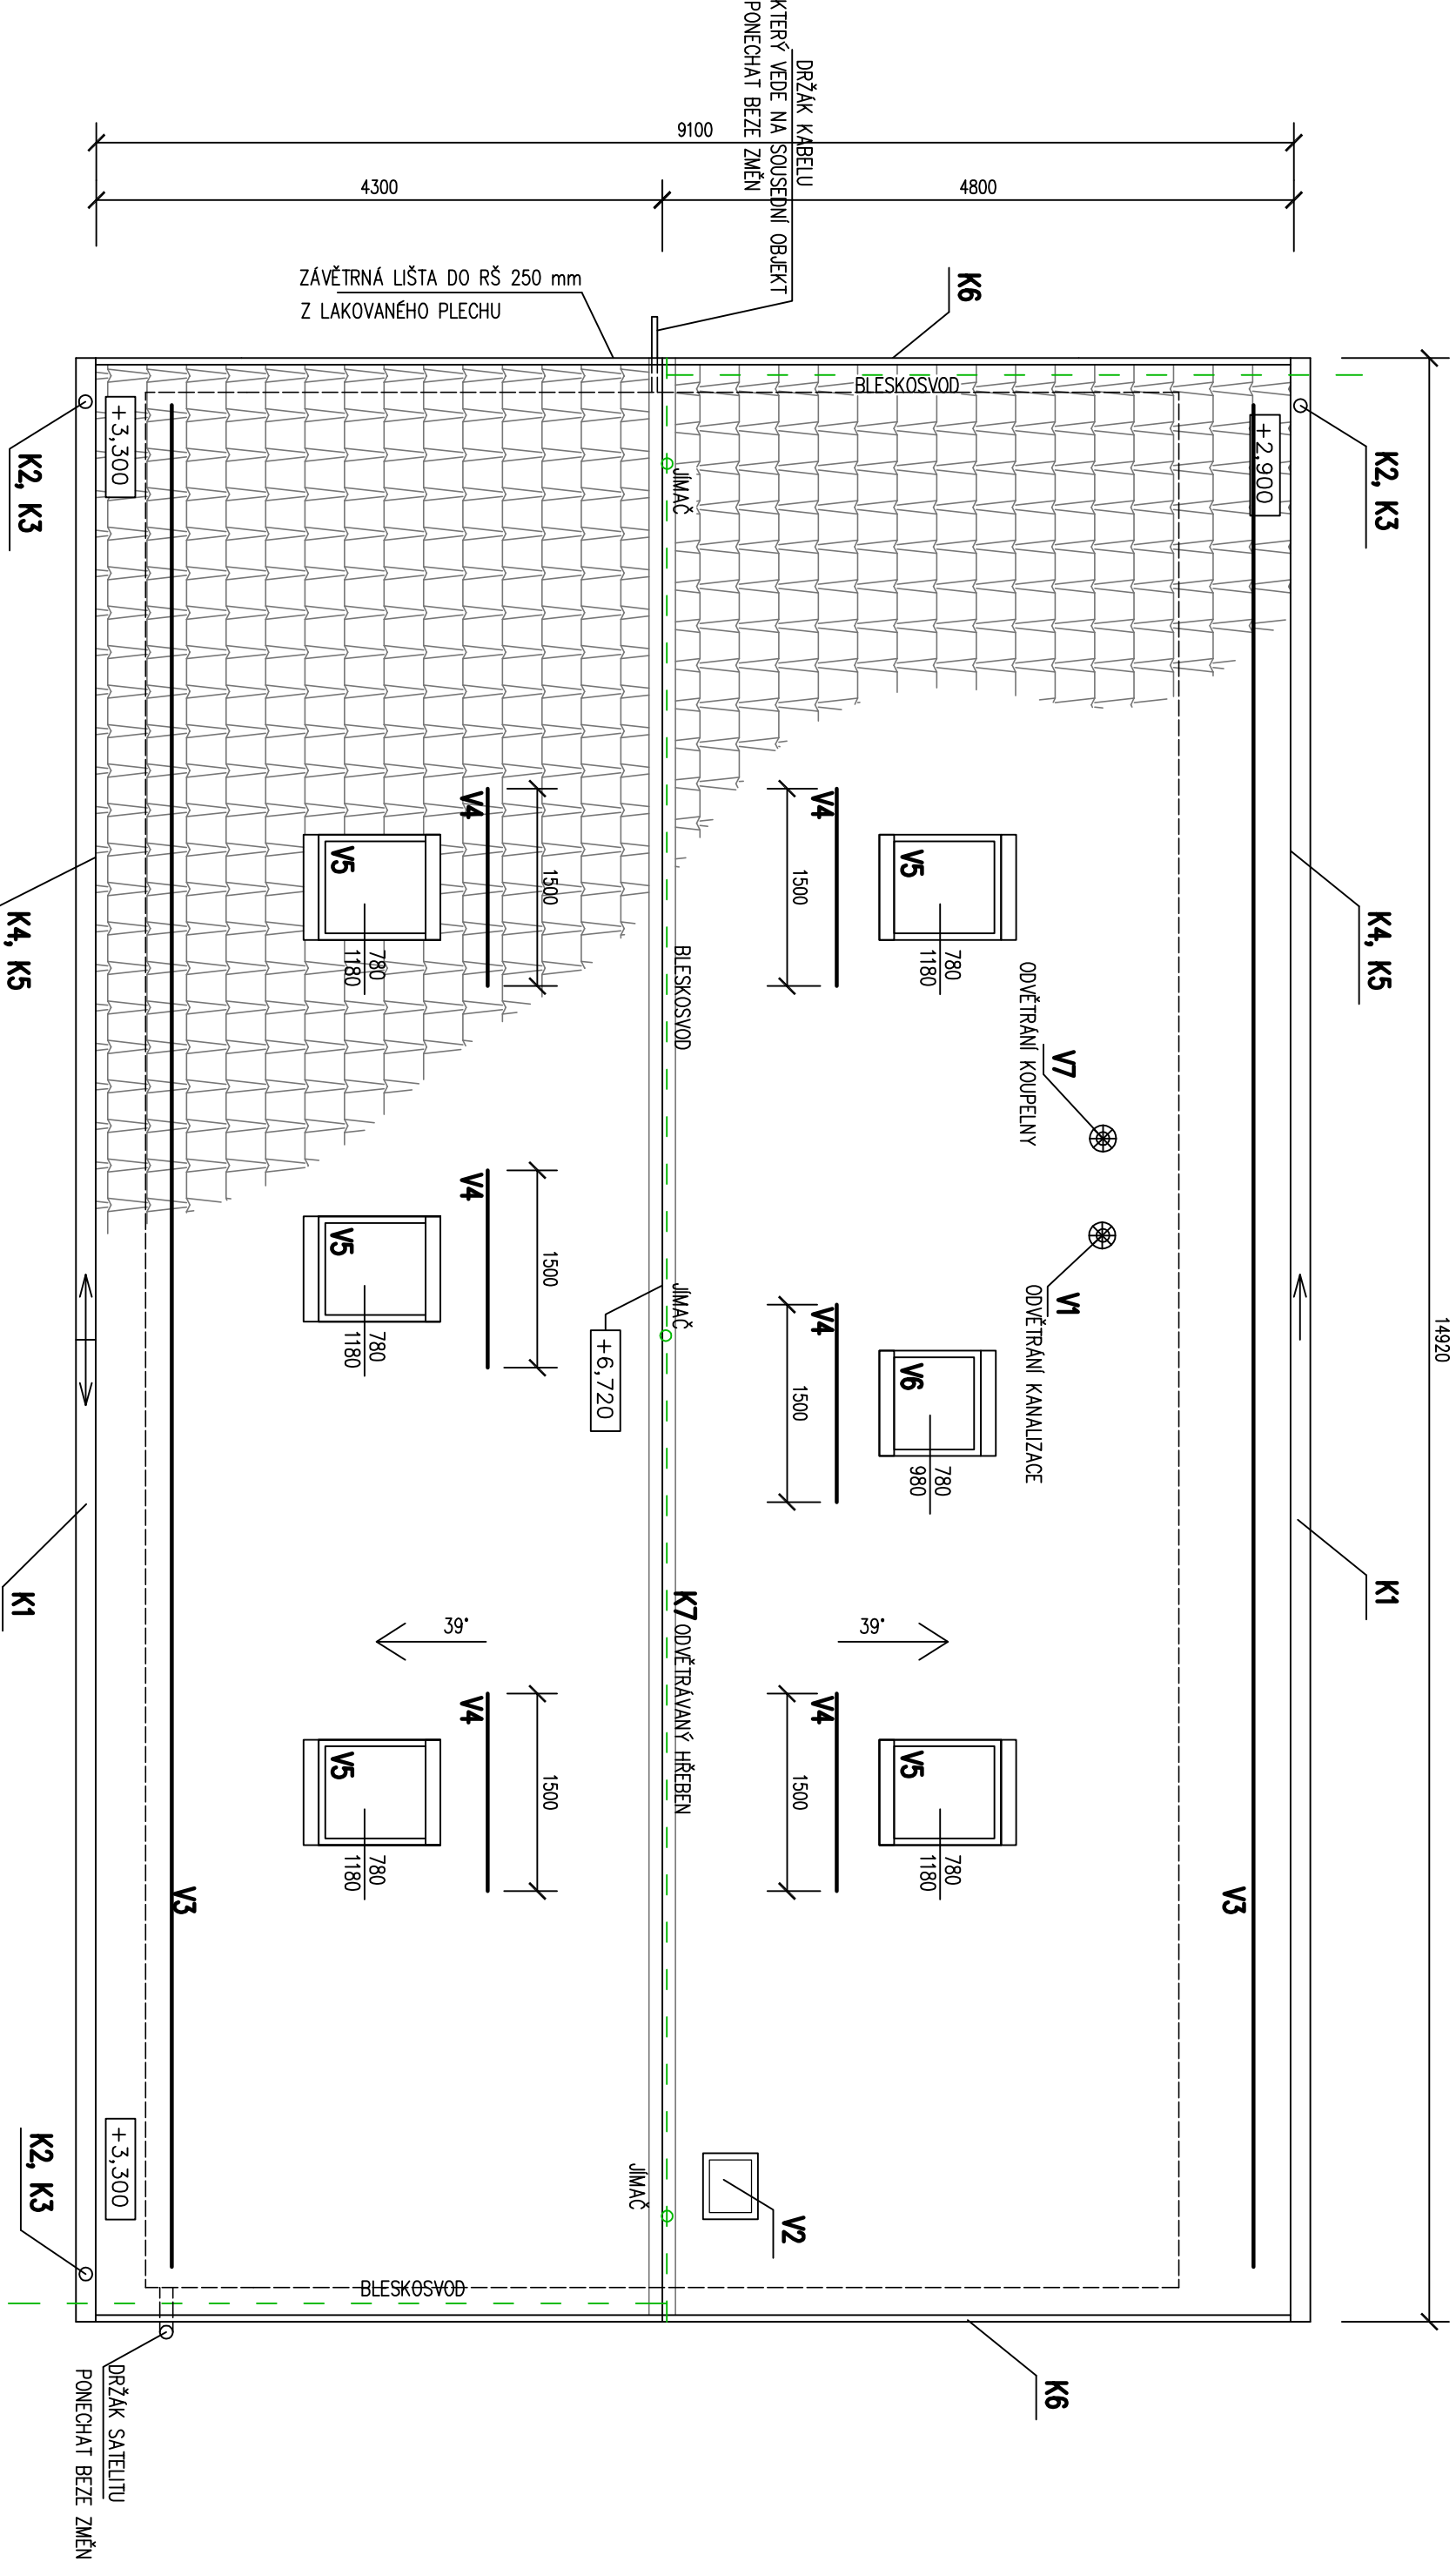 DRŽÁK KABELU
KTERÝ VEDE NA SOUSEDNÍ OBJEKT
PONECHAT BEZE ZMĚN
9100
4300
4800
ZÁVĚTRNÁ LIŠTA DO RŠ 250 mm
Z LAKOVANÉHO PLECHU
K6
BLESKOSVOD
+3,300
+2,900
K2, K3
K2, K3
JÍMAČ
V4
1500
V5
780
1180
V4
1500
V5
780
1180
K4, K5
K4, K5
BLESKOSVOD
ODVĚTRÁNÍ KOUPELNY
V7
V1
ODVĚTRÁNÍ KANALIZACE
V4
1500
V5
780
1180
JÍMAČ
+6,720
V4
1500
V6
780
980
14920
K1
K1
K7 ODVĚTRÁVANÝ HŘEBEN
39°
39°
V4
1500
V5
780
1180
V4
1500
V5
780
1180
V3
V3
JÍMAČ
V2
+3,300
K2, K3
BLESKOSVOD
K6
DRŽÁK SATELITU
PONECHAT BEZE ZMĚN